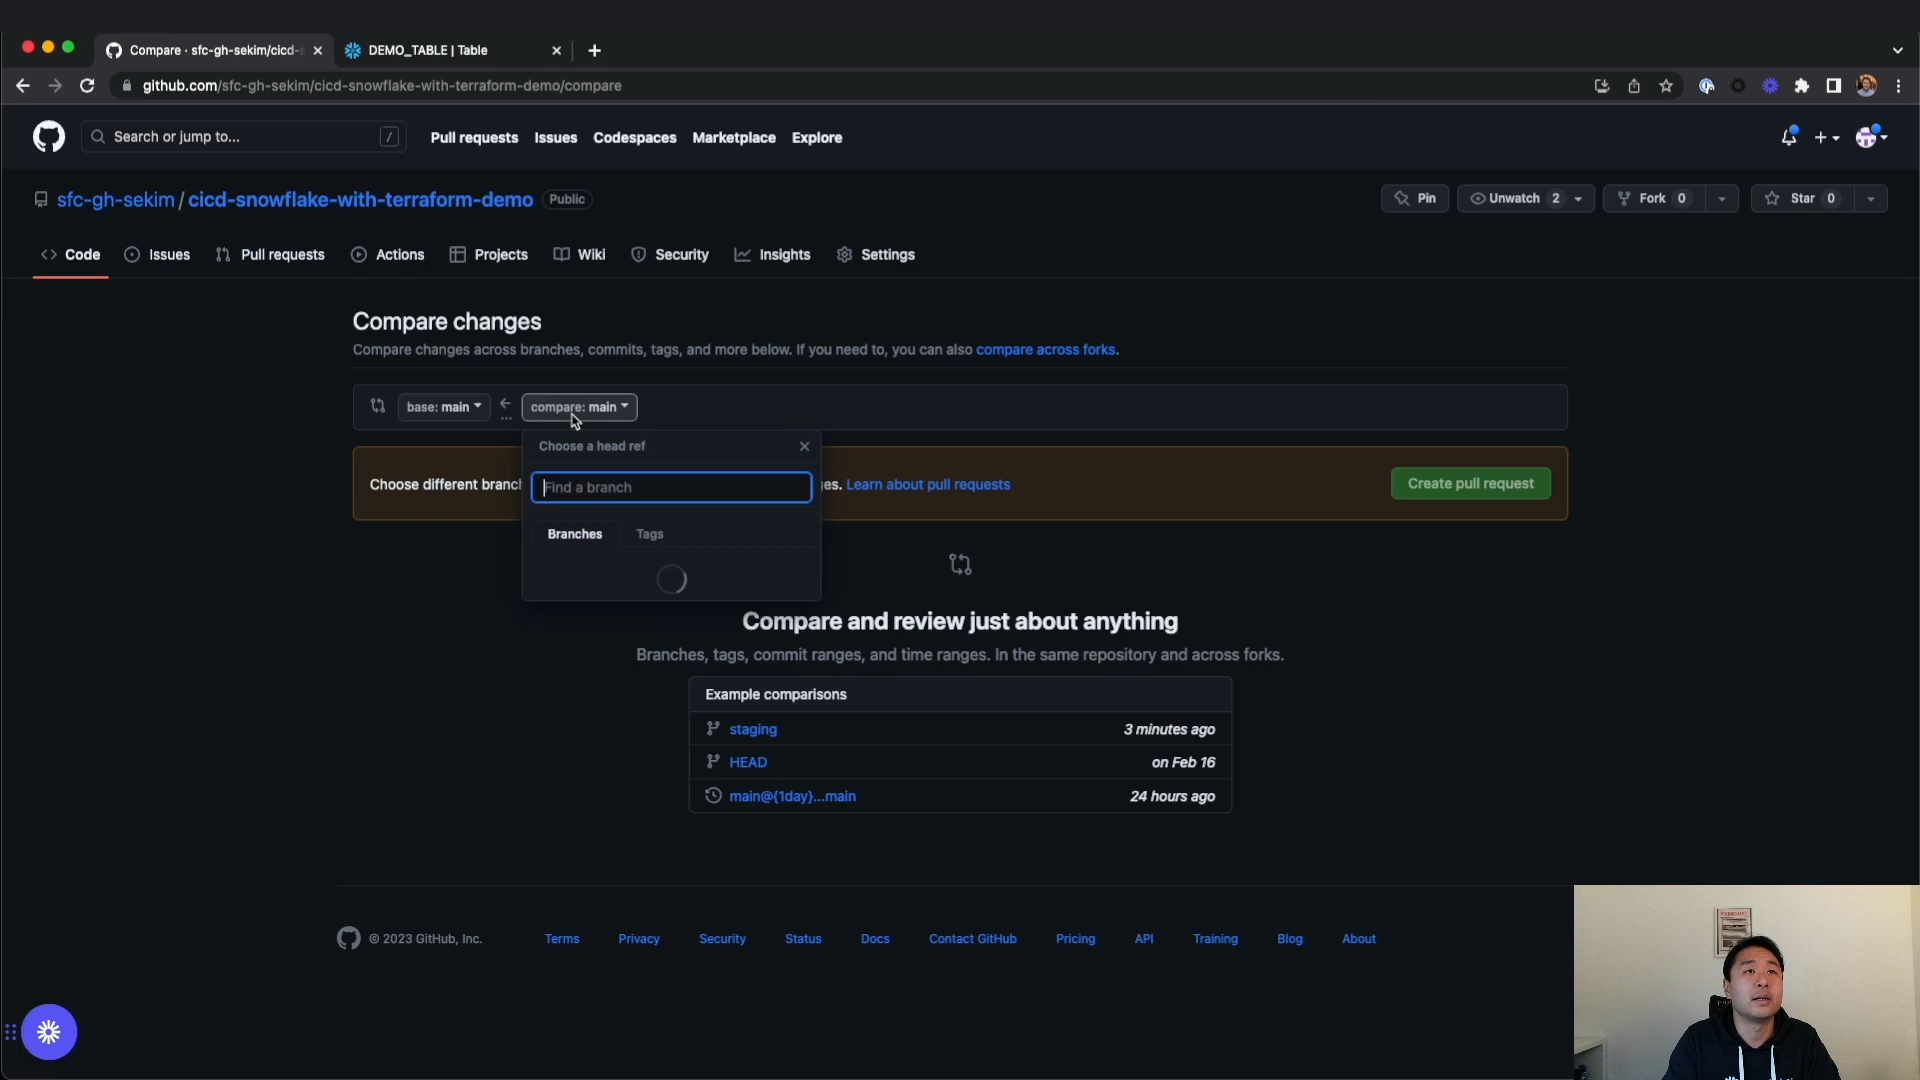 Compare · sfc-gh-sekim/cicd-s
DEMO_TABLE | Table
github.com/sfc-gh-sekim/cicd-snowflake-with-terraform-demo/compare
Search or jump to... /
Pull requests Issues Codespaces Marketplace Explore
sfc-gh-sekim / cicd-snowflake-with-terraform-demo Public
Pin Unwatch 2 Fork 0 Star 0
Code Issues Pull requests Actions Projects Wiki Security Insights Settings
Compare changes
Compare changes across branches, commits, tags, and more below. If you need to, you can also compare across forks.
base: main compare: main
Choose a head ref
Choose different branch es. Learn about pull requests Create pull request
Find a branch
Branches Tags
Compare and review just about anything
Branches, tags, commit ranges, and time ranges. In the same repository and across forks.
Example comparisons
staging 3 minutes ago
HEAD on Feb 16
main@{1day}...main 24 hours ago
© 2023 GitHub, Inc. Terms Privacy Security Status Docs Contact GitHub Pricing API Training Blog About